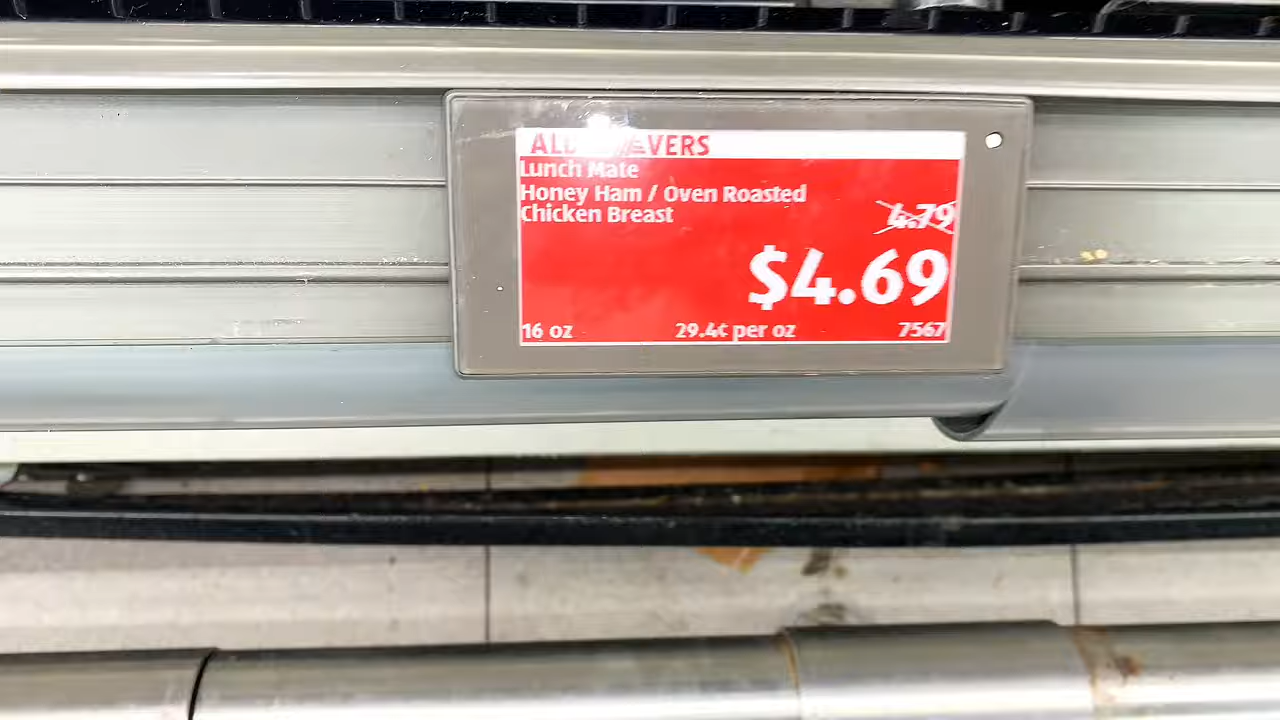 Lunch Mate
Honey Ham / Oven Roasted
Chicken Breast
4.79
$4.69
16 oz 29.4¢ per oz 7567